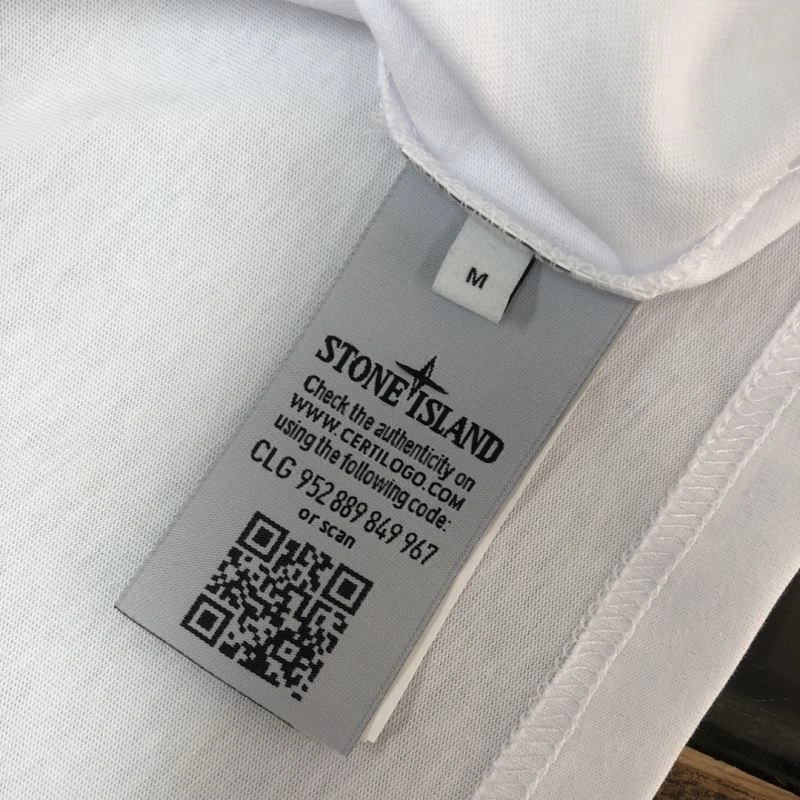 M
STONE ISLAND
Check the authenticity on
WWW.CERTILOGO.COM
using the following code:
CLG 952 889 849 967
or scan